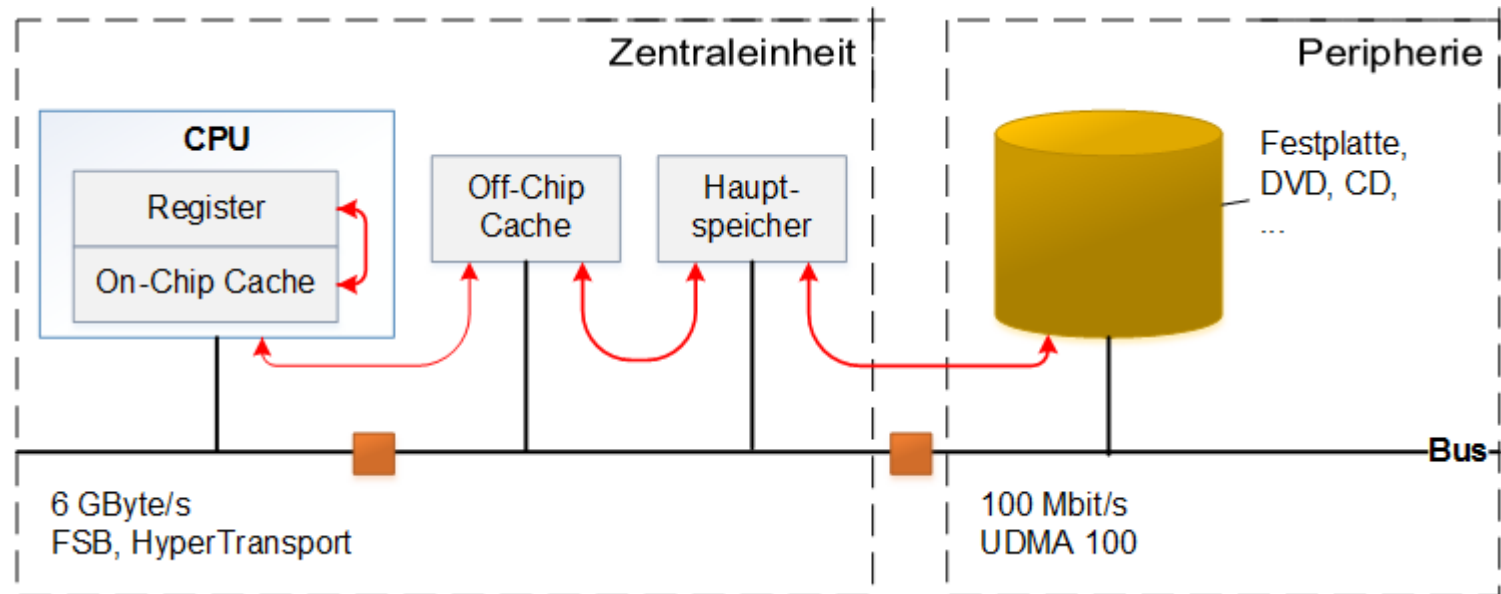 Zentraleinheit
Peripherie
CPU
Register
On-Chip Cache
Off-Chip
Cache
Haupt-
speicher
Festplatte,
DVD, CD,
...
Bus
6 GByte/s
FSB, HyperTransport
100 Mbit/s
UDMA 100